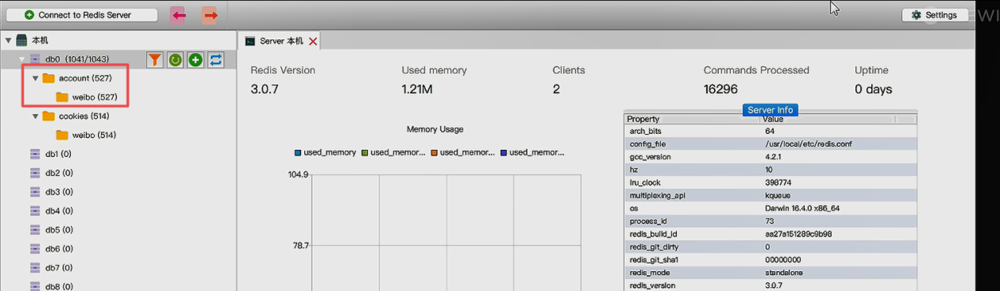 Connect to Redis Server
Settings
本机
Server 本机
db0 (1041/1043)
account (527)
weibo (527)
cookies (514)
weibo (514)
db1 (0)
db2 (0)
db3 (0)
db4 (0)
db5 (0)
db6 (0)
db7 (0)
db8 (0)
Redis Version
3.0.7
Used memory
1.21M
Clients
2
Commands Processed
16296
Uptime
0 days
Memory Usage
used_memory used_memor... used_memor... used_memor...
104.9
78.7
Server Info
Property Value
arch_bits 64
config_file /usr/local/etc/redis.conf
gcc_version 4.2.1
hz 10
lru_clock 398774
multiplexing_api kqueue
os Darwin 16.4.0 x86_64
process_id 73
redis_build_id aa27a151289c9b98
redis_git_dirty 0
redis_git_sha1 00000000
redis_mode standalone
redis_version 3.0.7